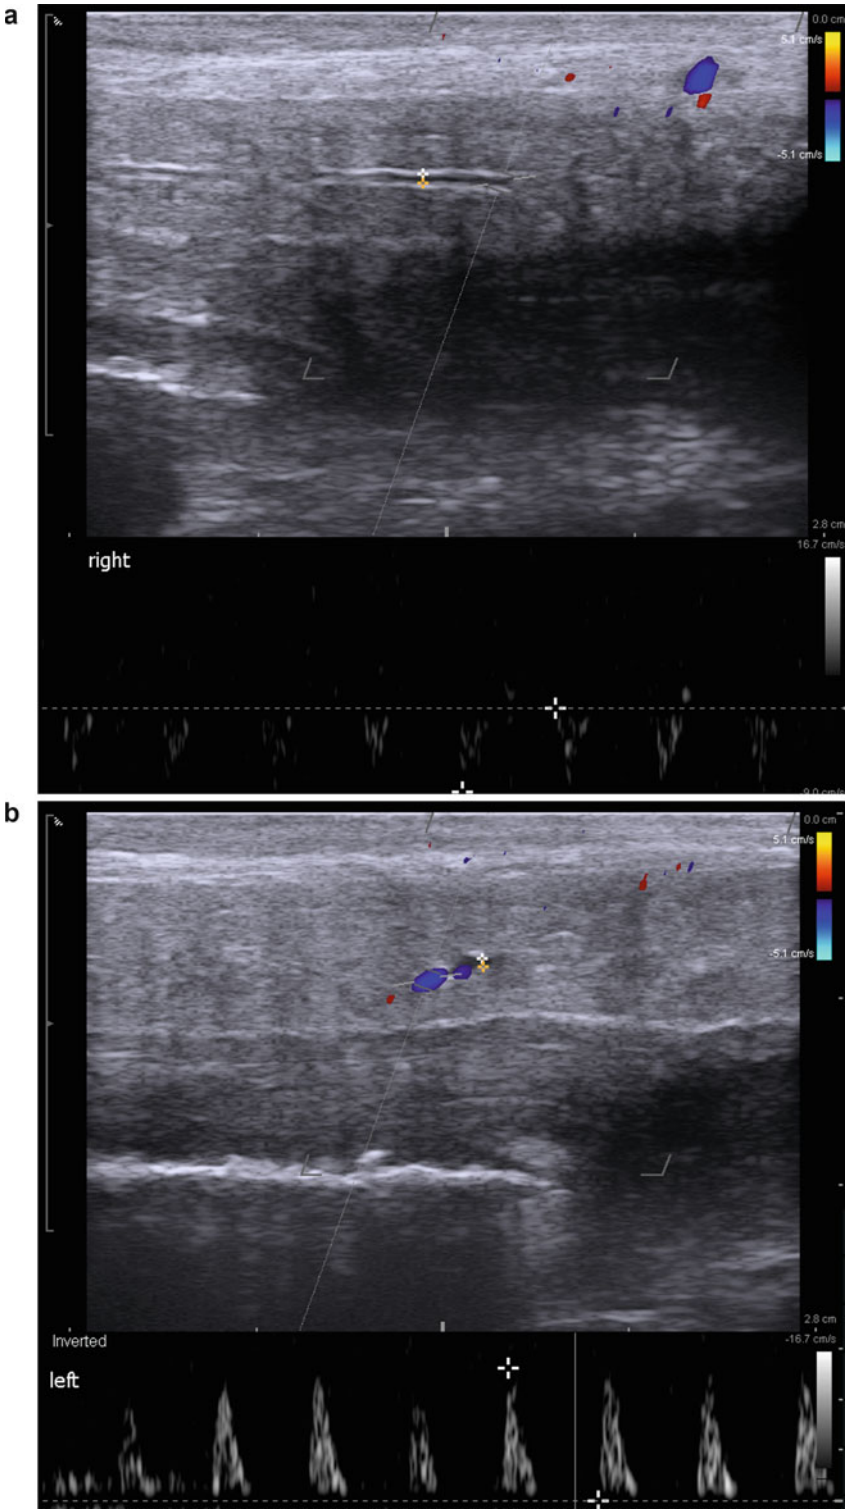 a
0.0 cm
5.1 cm/s
-5.1 cm/s
2.8 cm
16.7 cm/s
right
-9.0 cm/s
b
0.0 cm
5.1 cm/s
-5.1 cm/s
2.8 cm
Inverted
-16.7 cm/s
left